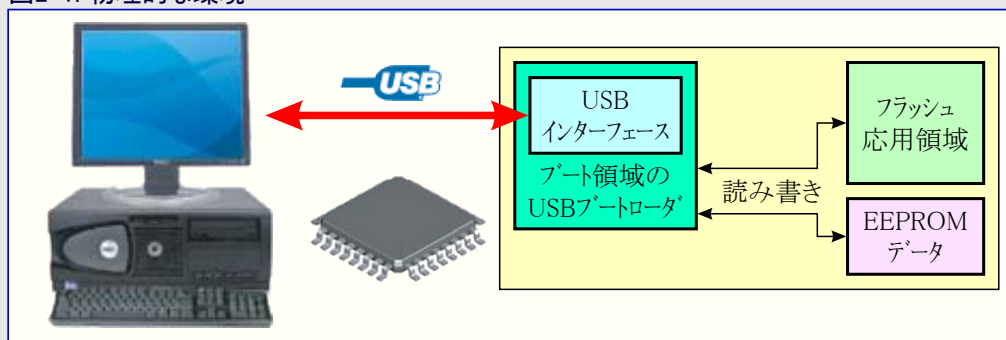 USB
USB
インターフェース
ブート領域の
USBブートローダ
読み書き
フラッシュ
応用領域
EEPROM
データ